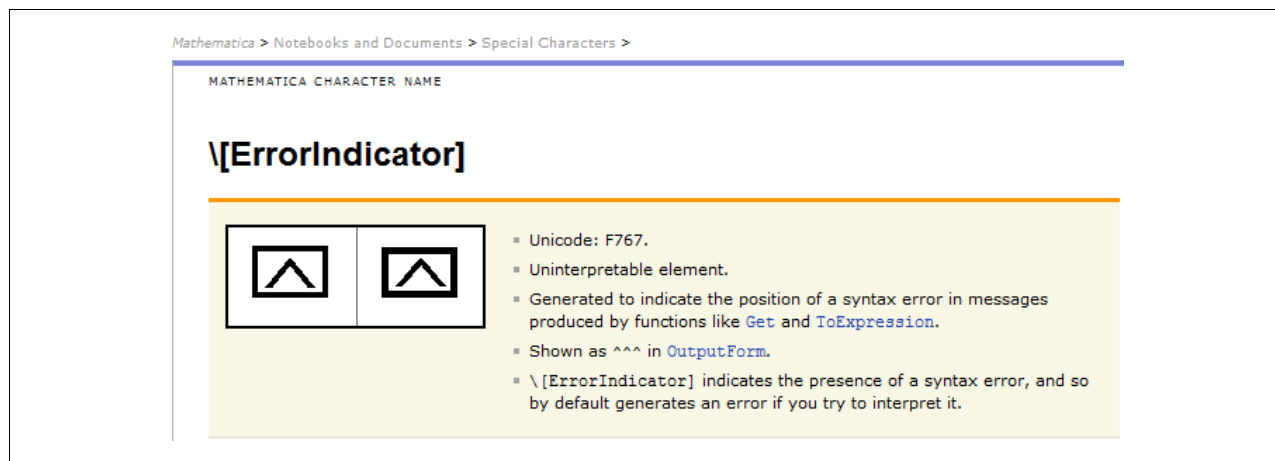 Mathematica > Notebooks and Documents > Special Characters >
MATHEMATICA CHARACTER NAME
\[ErrorIndicator]
Unicode: F767.
Uninterpretable element.
Generated to indicate the position of a syntax error in messages
produced by functions like Get and ToExpression.
Shown as ^^^ in OutputForm.
\[ErrorIndicator] indicates the presence of a syntax error, and so
by default generates an error if you try to interpret it.